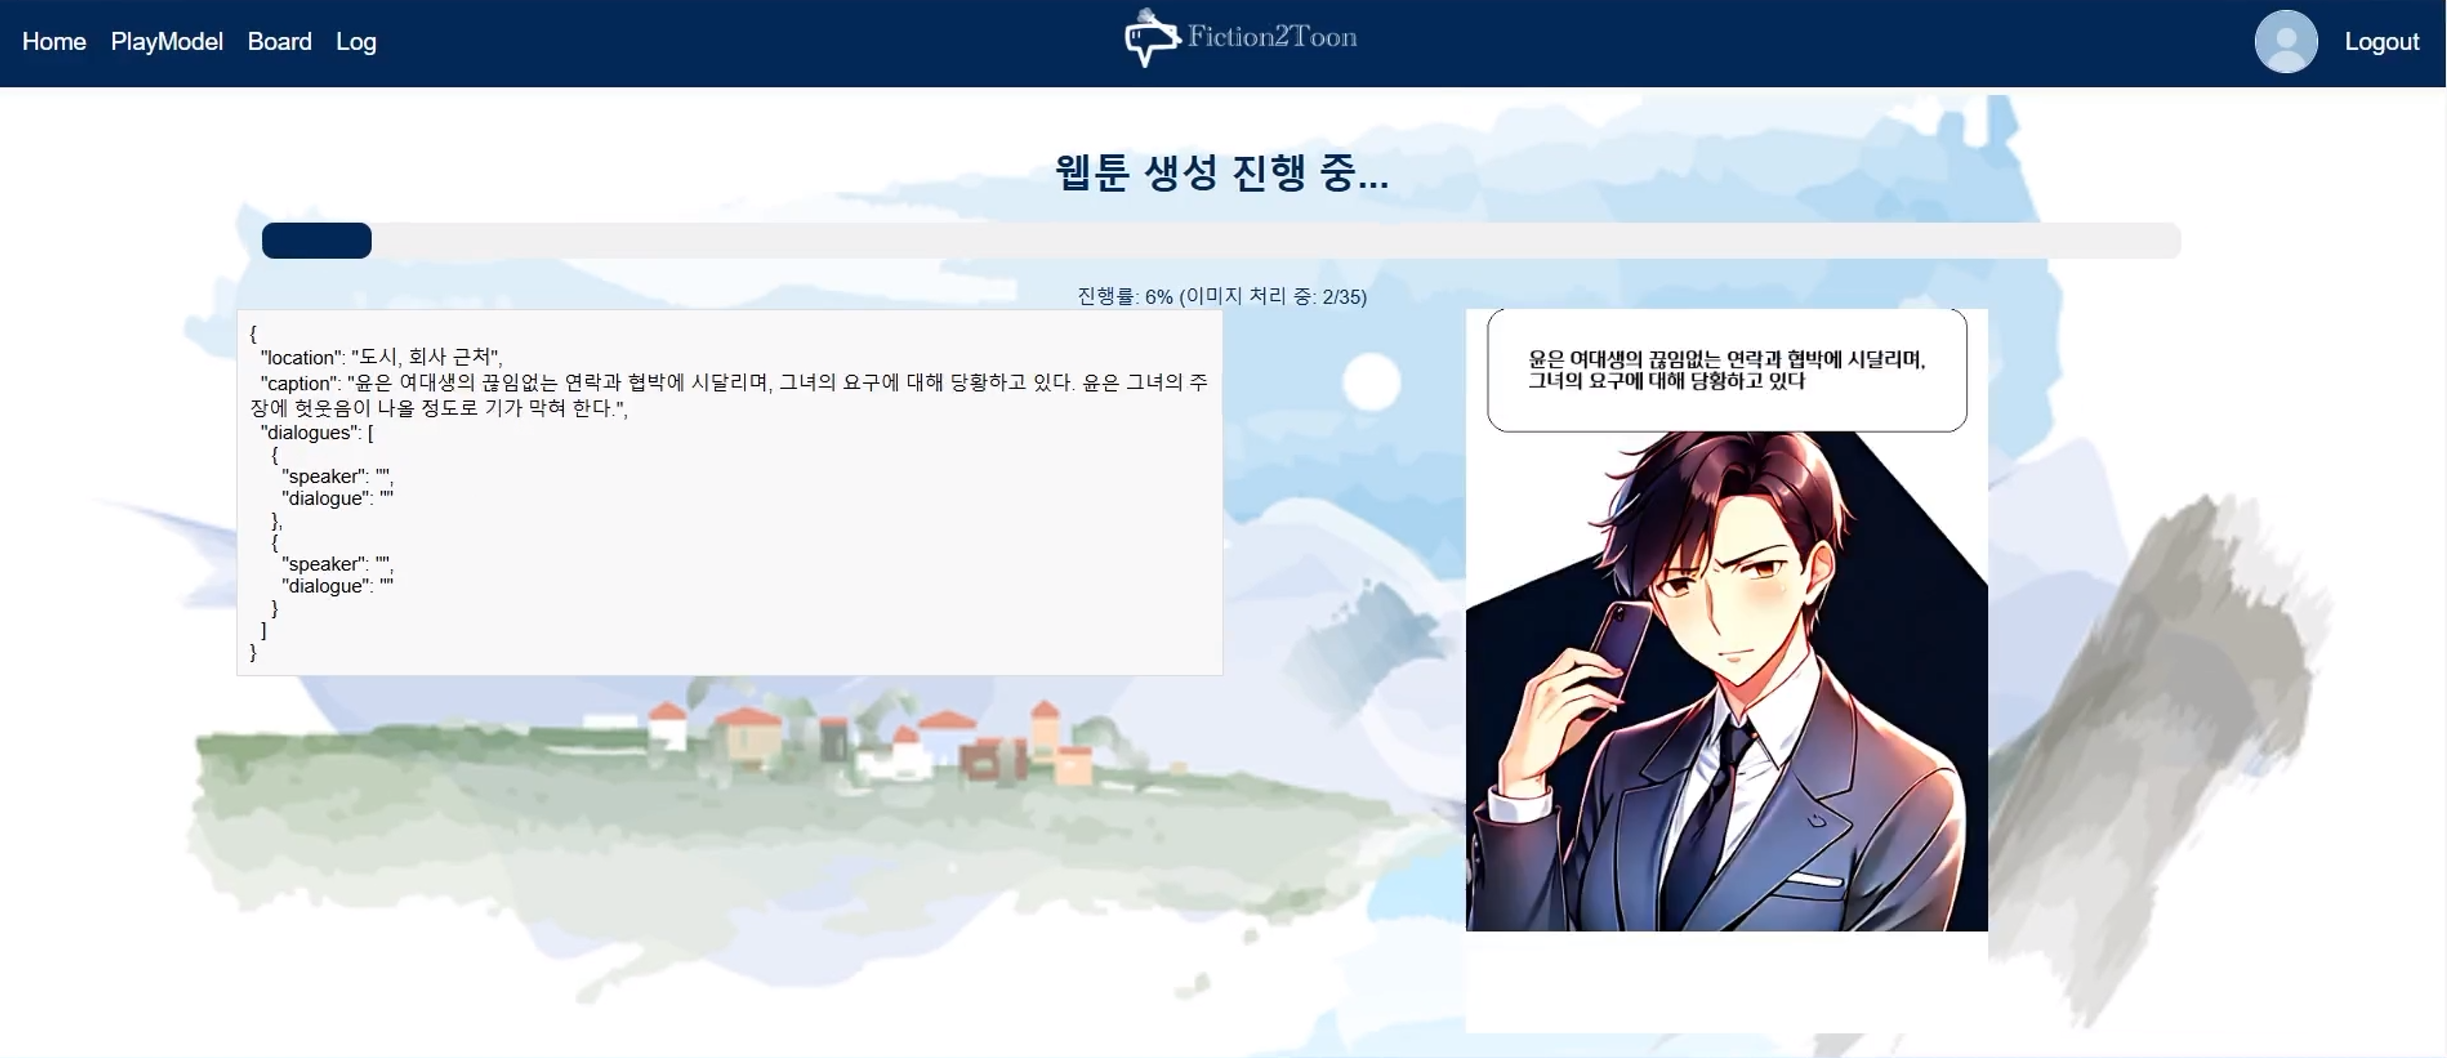 Home PlayModel Board Log
Fiction2Toon
Logout
웹툰 생성 진행 중...
진행률: 6% (이미지 처리 중: 2/35)
{
"location": "도시, 회사 근처",
"caption": "윤은 여대생의 끊임없는 연락과 협박에 시달리며, 그녀의 요구에 대해 당황하고 있다. 윤은 그녀의 주
장에 헛웃음이 나올 정도로 기가 막혀 한다.",
"dialogues": [
{
"speaker": "",
"dialogue": ""
},
{
"speaker": "",
"dialogue": ""
}
]
}
윤은 여대생의 끊임없는 연락과 협박에 시달리며,
그녀의 요구에 대해 당황하고 있다